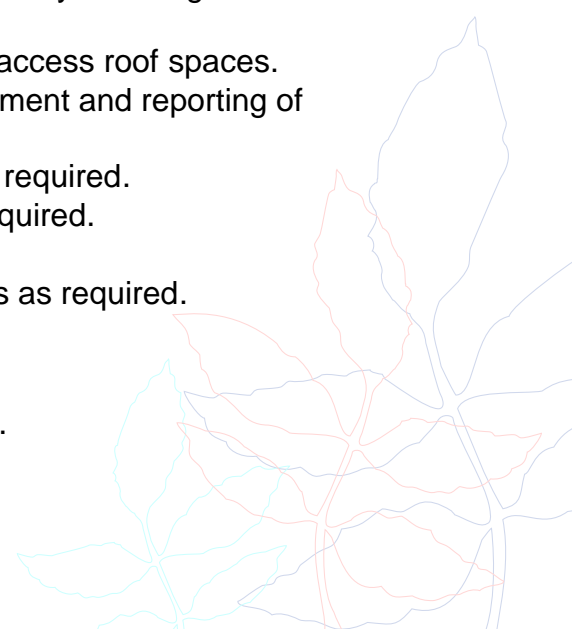 access roof spaces.
ment and reporting of
required.
quired.
s as required.
.